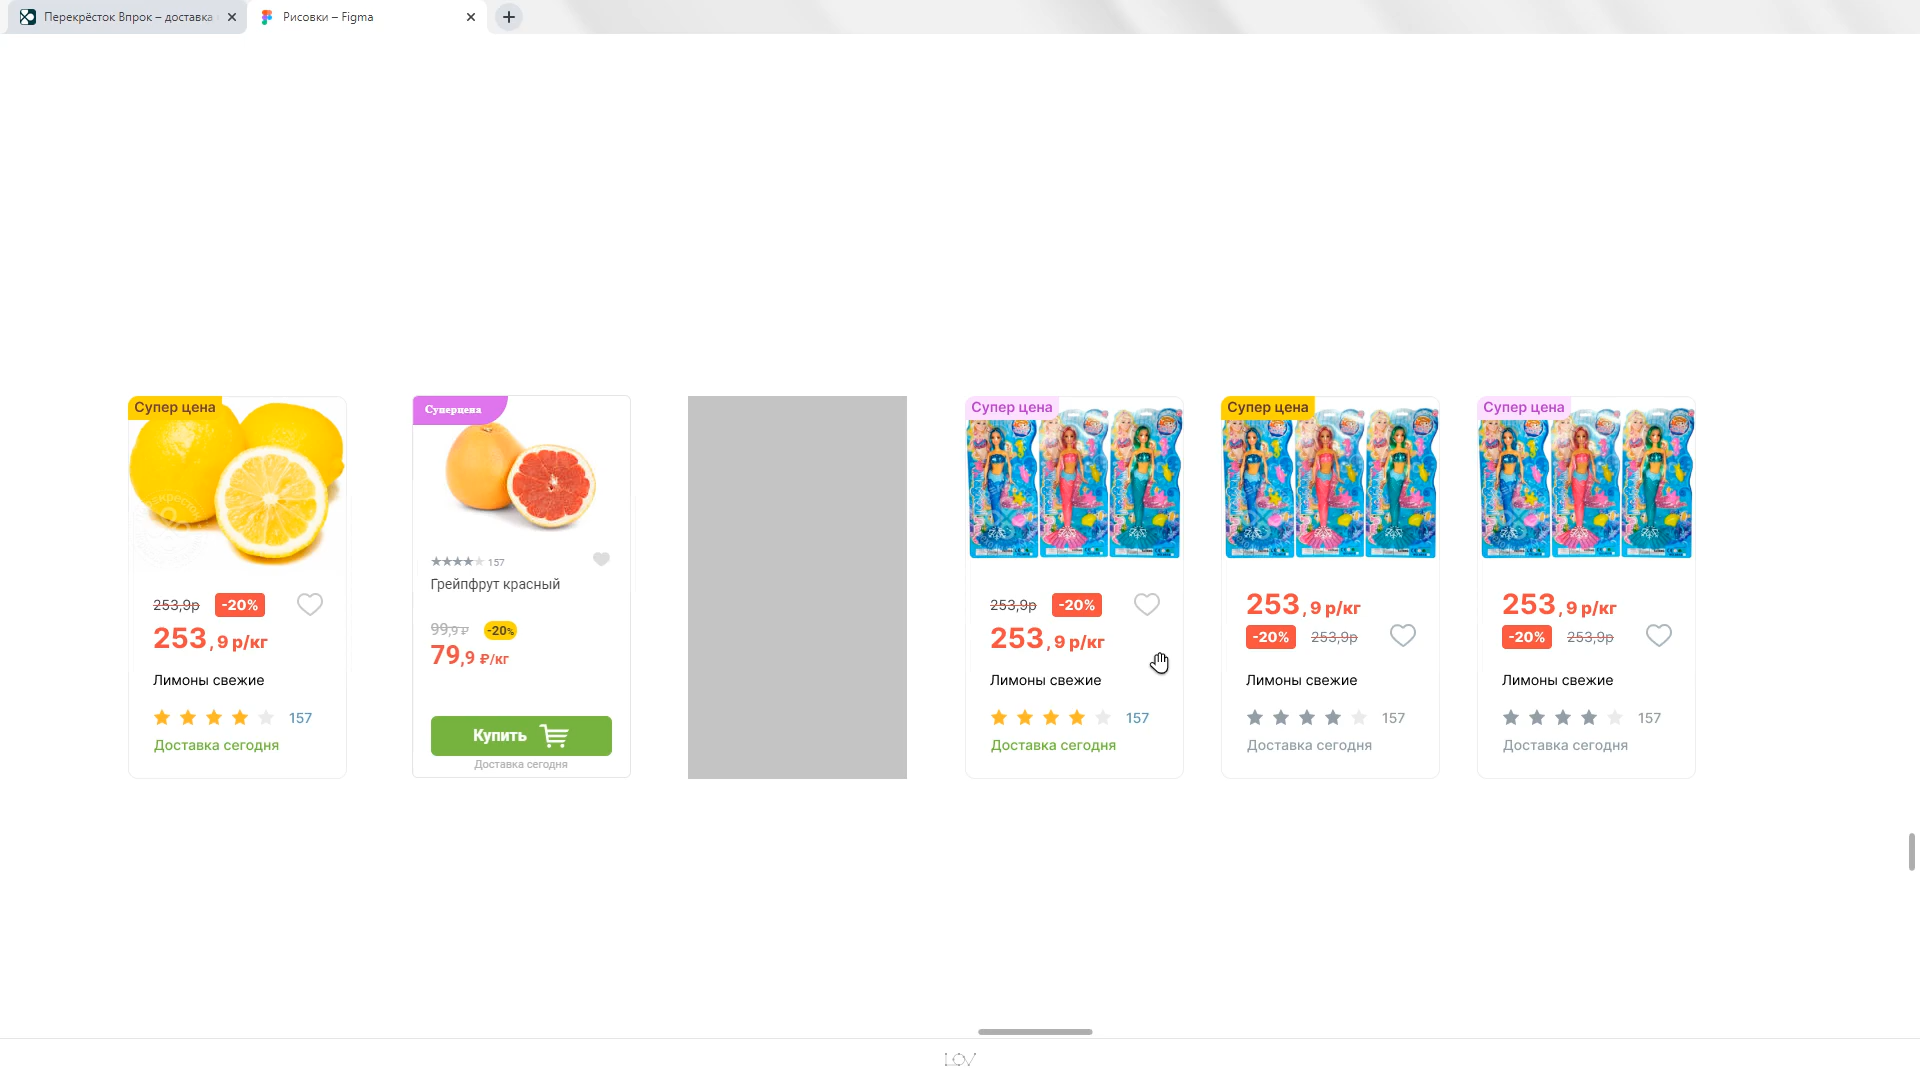 Перекрёсток Впрок – доставка
Рисовки – Figma
Супер цена
253,9р
-20%
253, 9 р/кг
Лимоны свежие
157
Доставка сегодня
Суперцена
157
Грейпфрут красный
99,9 ₽
-20%
79,9 ₽/кг
Купить
Доставка сегодня
Супер цена
253,9р
-20%
253, 9 р/кг
Лимоны свежие
157
Доставка сегодня
Супер цена
253, 9 р/кг
-20%
253,9р
Лимоны свежие
157
Доставка сегодня
Супер цена
253, 9 р/кг
-20%
253,9р
Лимоны свежие
157
Доставка сегодня
LOV